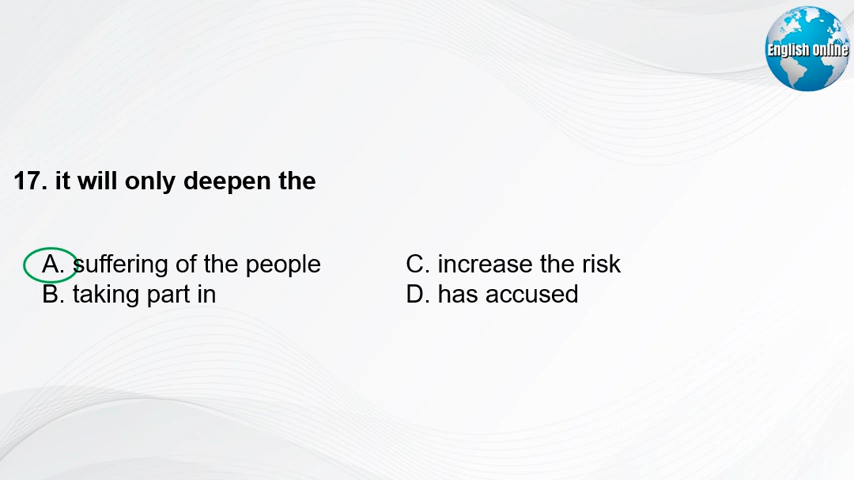 English Online
17. it will only deepen the
A. suffering of the people
B. taking part in
C. increase the risk
D. has accused